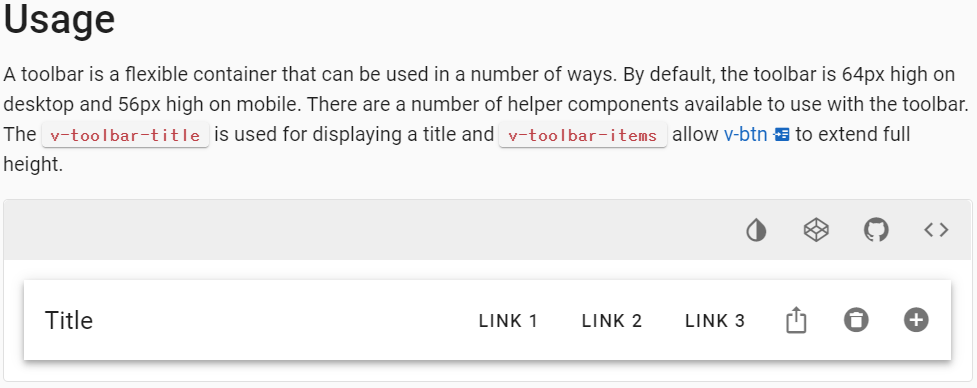 Usage
A toolbar is a flexible container that can be used in a number of ways. By default, the toolbar is 64px high on
desktop and 56px high on mobile. There are a number of helper components available to use with the toolbar.
The v-toolbar-title is used for displaying a title and v-toolbar-items allow v-btn to extend full
height.
Title LINK 1 LINK 2 LINK 3